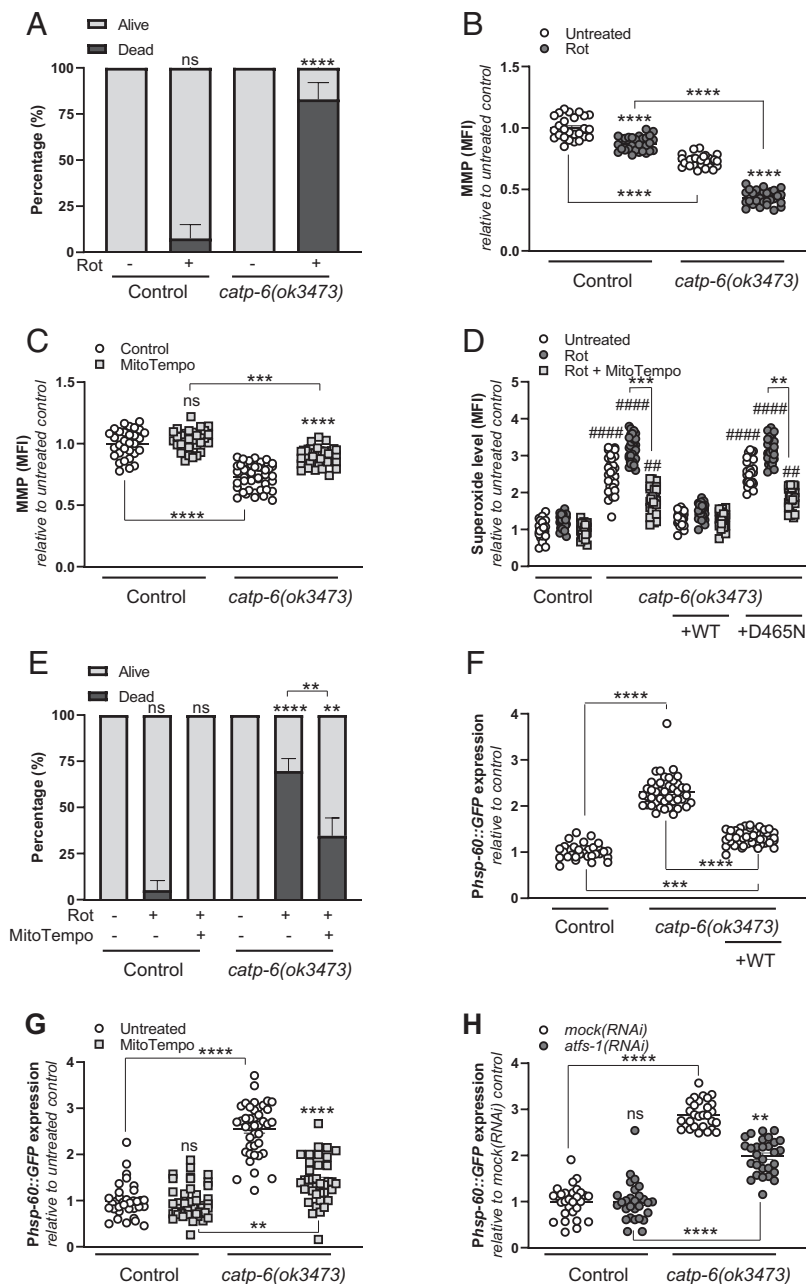 A
Alive
Dead
ns
****
100
75
50
25
0
Percentage (%)
Rot
-
+
-
+
Control
catp-6(ok3473)
B
Untreated
Rot
****
****
****
****
1.5
1.0
0.5
0.0
MMP (MFI)
relative to untreated control
Control
catp-6(ok3473)
C
Control
MitoTempo
***
ns
****
****
1.5
1.0
0.5
0.0
MMP (MFI)
relative to untreated control
Control
catp-6(ok3473)
D
Untreated
Rot
Rot + MitoTempo
***
**
####
####
####
####
##
##
5
4
3
2
1
0
Superoxide level (MFI)
relative to untreated control
Control
catp-6(ok3473)
+WT
+D465N
E
Alive
Dead
**
ns
ns
****
**
100
75
50
25
0
Percentage (%)
Rot
-
+
+
-
+
+
MitoTempo
-
-
+
-
-
+
Control
catp-6(ok3473)
F
****
****
***
4
3
2
1
0
Phsp-60::GFP expression
relative to control
Control
catp-6(ok3473)
+WT
G
Untreated
MitoTempo
****
****
ns
**
4
3
2
1
0
Phsp-60::GFP expression
relative to untreated control
Control
catp-6(ok3473)
H
mock(RNAi)
atfs-1(RNAi)
****
ns
**
****
4
3
2
1
0
Phsp-60::GFP expression
relative to mock(RNAi) control
Control
catp-6(ok3473)